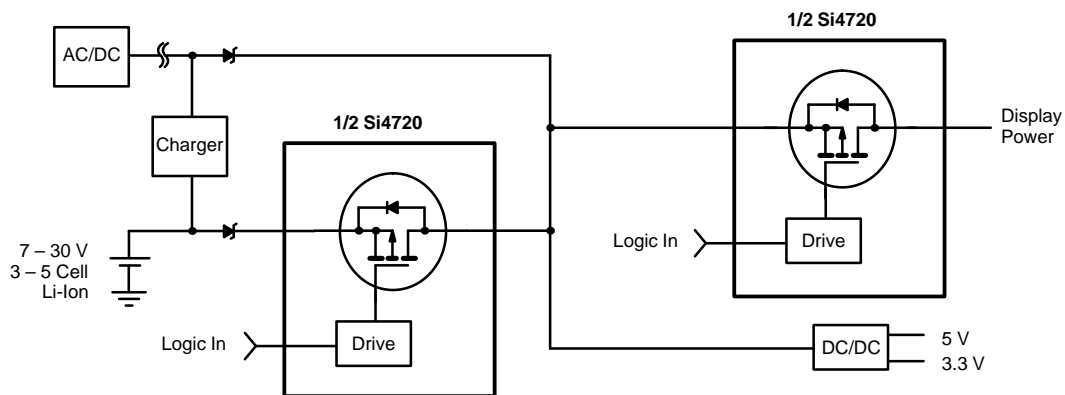 1/2 Si4720
AC/DC
1/2 Si4720
Charger
Display
Power
Logic In
Drive
7 – 30 V
3 – 5 Cell
Li-Ion
Logic In
Drive
DC/DC
5 V
3.3 V